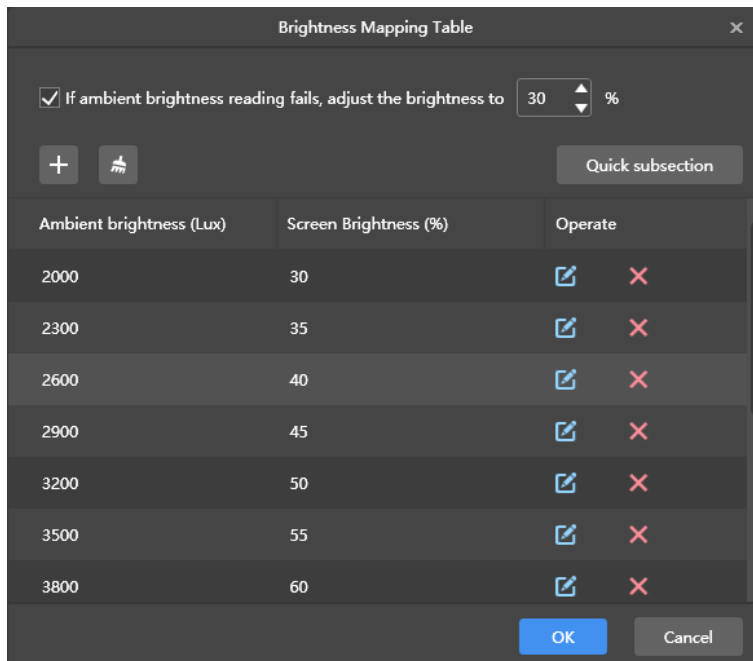 Brightness Mapping Table
If ambient brightness reading fails, adjust the brightness to 30 %
Quick subsection
Ambient brightness (Lux) Screen Brightness (%) Operate
2000 30
2300 35
2600 40
2900 45
3200 50
3500 55
3800 60
OK Cancel